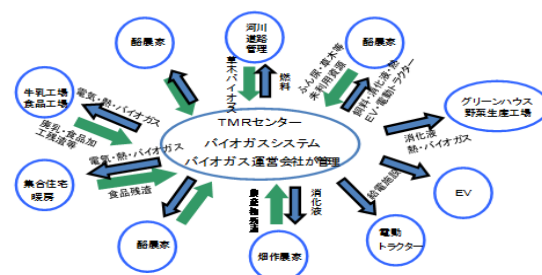 酪農家
河川
道路
管理
酪農家
草木バイオマス
燃料
ふん尿・草木等
未利用資源
飼料・消化液・熱
EV・電動トラクター
牛乳工場
食品工場
電気・熱・バイオガス
廃乳・食品加
工残渣等
グリーンハウス
野菜生産工場
TMRセンター
バイオガスシステム
バイオガス運営会社が管理
消化液
熱・バイオガス
電気・熱・バイオガス
食品残渣
集合住宅
暖房
給電施設
EV
消化液
酪農家
畑作農家
電動
トラクター